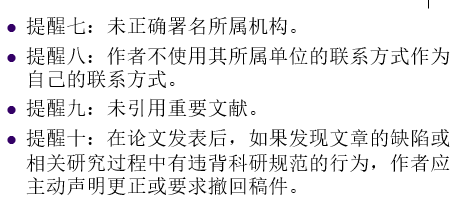 提醒七：未正确署名所属机构。
提醒八：作者不使用其所属单位的联系方式作为
自己的联系方式。
提醒九：未引用重要文献。
提醒十：在论文发表后，如果发现文章的缺陷或
相关研究过程中有违背科研规范的行为，作者应
主动声明更正或要求撤回稿件。